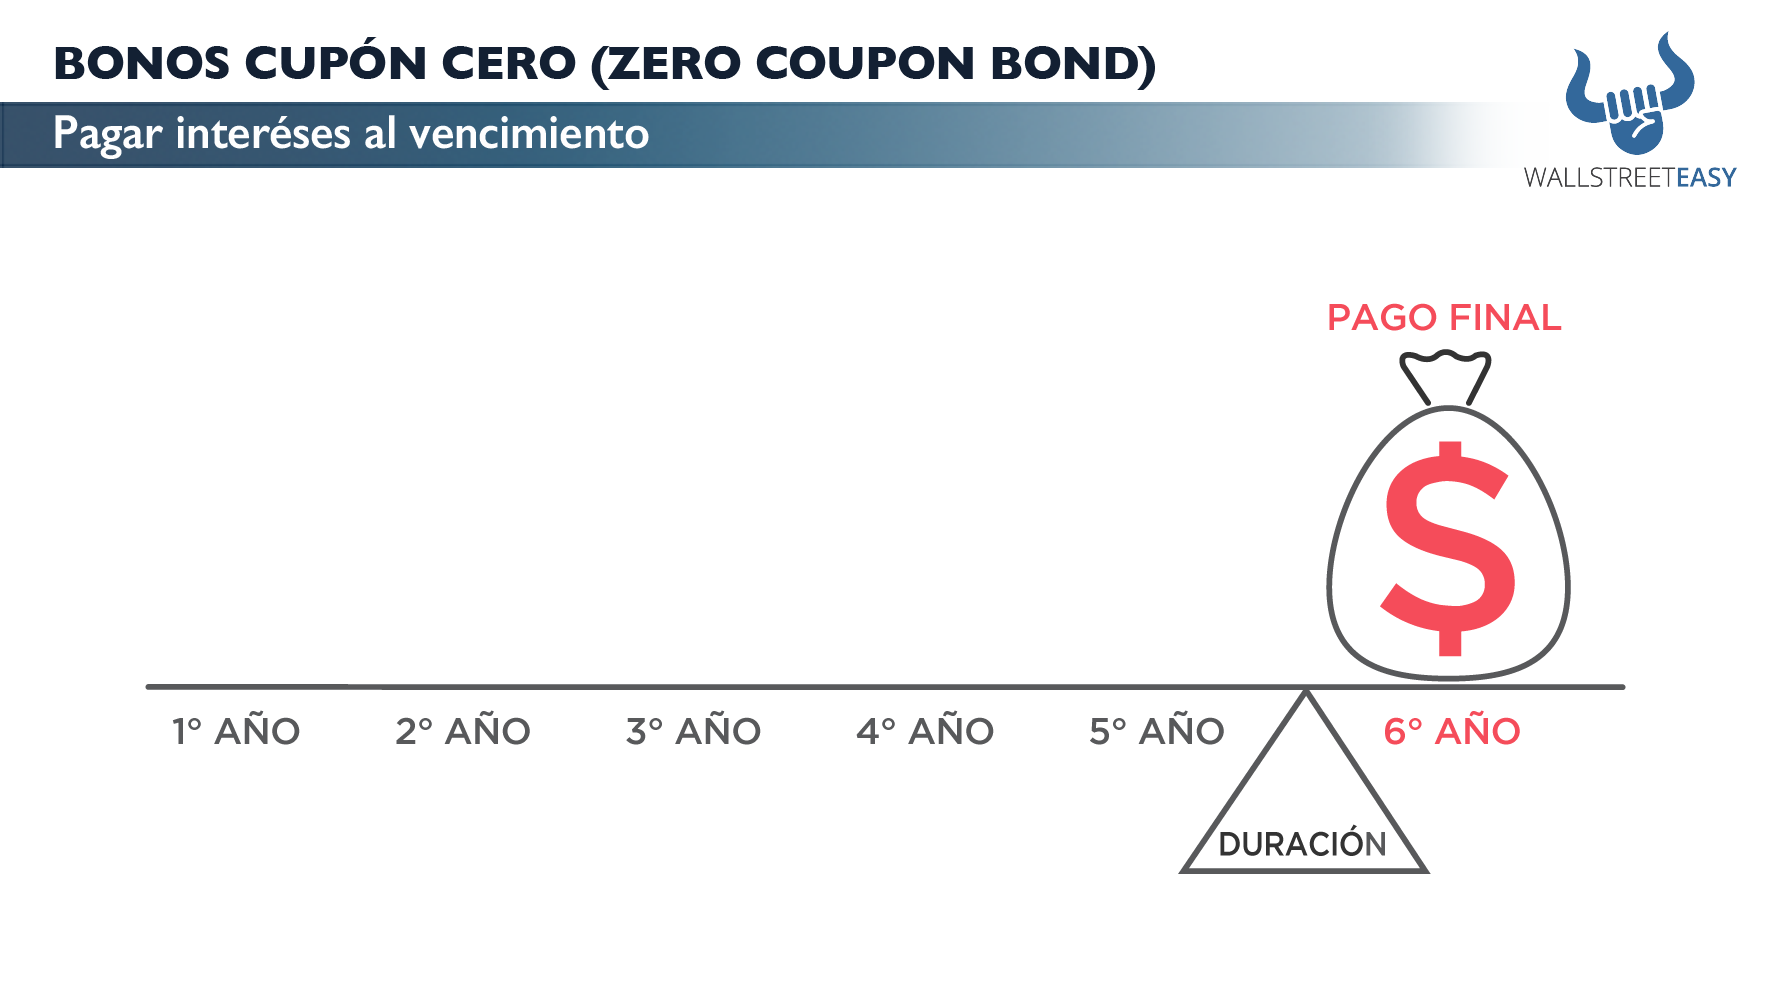 BONOS CUPÓN CERO (ZERO COUPON BOND)
Pagar interéses al vencimiento
WALLSTREETEASY
PAGO FINAL
$
1° AÑO 2° AÑO 3° AÑO 4° AÑO 5° AÑO 6° AÑO
DURACIÓN